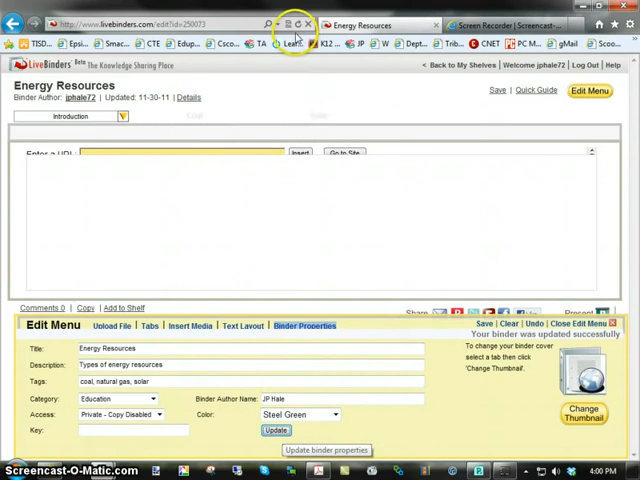 http://www.livebinders.com/edit?id=250073
Energy Resources
Screen Recorder | Screencast-...
TISD...
Epsi...
Smac...
CTE
Edup...
Csco...
TA
Lea...
K12 ...
JP
W
Dept...
CNET
PC M...
gMail
Scoo...
LiveBinders Beta The Knowledge Sharing Place
< Back to My Shelves | Welcome jphale72 | Log Out | Help
Energy Resources
Binder Author: jphale72 | Updated: 11-30-11 | Details
Save | Quick Guide
Edit Menu
Introduction
Coal
Enter a URL:
Insert
Go to Site
Comments 0 | Copy | Add to Shelf
Share
Present
Edit Menu
Upload File | Tabs | Insert Media | Text Layout | Binder Properties
Save | Clear | Undo | Close Edit Menu
Your binder was updated successfully
Title: Energy Resources
Description: Types of energy resources
Tags: coal, natural gas, solar
Category: Education
Binder Author Name: JP Hale
Access: Private - Copy Disabled
Color: Steel Green
Key:
Update
To change your binder cover
select a tab then click
'Change Thumbnail'.
Change
Thumbnail
Update binder properties
Screencast-O-Matic.com
4:00 PM